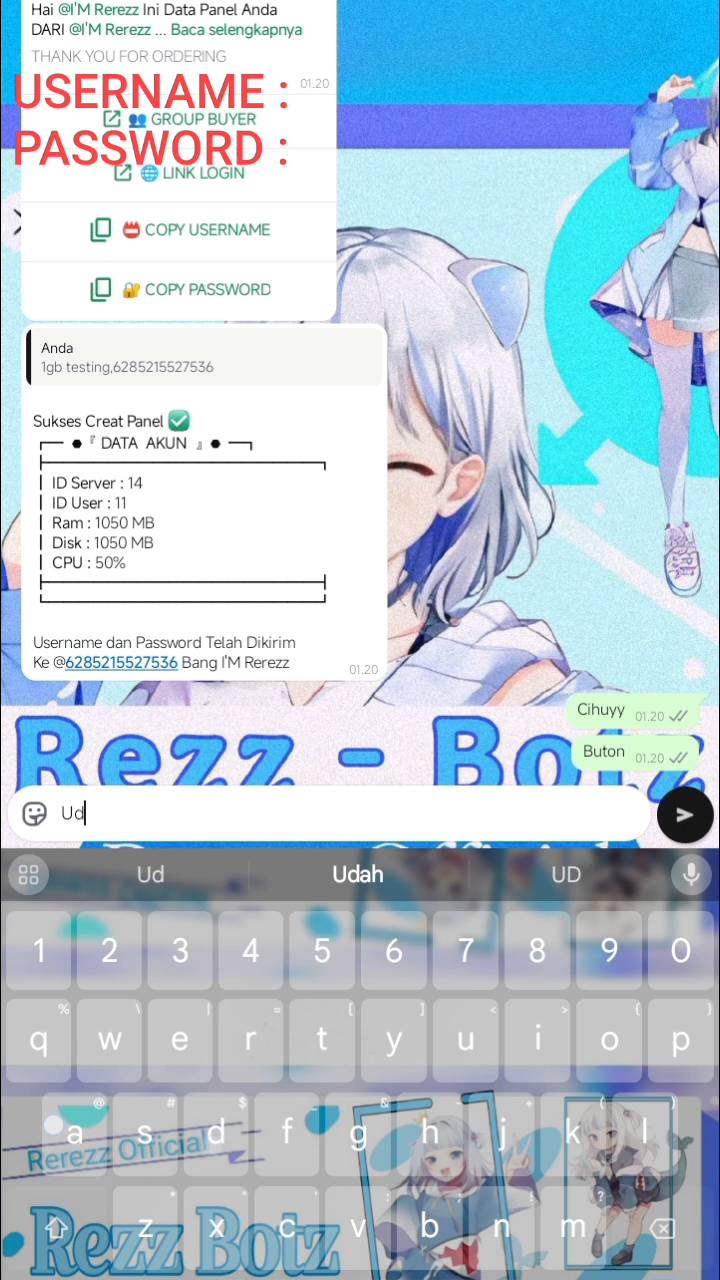 Hai @I'M Rerezz Ini Data Panel Anda
DARI @I'M Rerezz ... Baca selengkapnya
THANK YOU FOR ORDERING
01.20
USERNAME :
GROUP BUYER
PASSWORD :
LINK LOGIN
COPY USERNAME
COPY PASSWORD
Anda
1gb testing,6285215527536
Sukses Creat Panel ✅
┌── ●『 DATA AKUN 』● ──┐
ID Server : 14
ID User : 11
Ram : 1050 MB
Disk : 1050 MB
CPU : 50%
Username dan Password Telah Dikirim
Ke @6285215527536 Bang I'M Rerezz
01.20
Cihuyy 01.20
Buton 01.20
Rezz - Botz
Ud
Ud Udah UD
1 2 3 4 5 6 7 8 9 0
% \ | = [ ] < > { }
q w e r t y u i o p
@ # $ _ & - + ( )
a s d f g h j k l
Rerezz Official
* " ' : ; ! ?
z x c v b n m
Rezz Botz